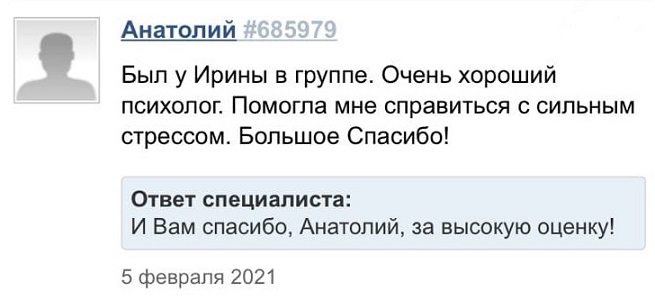 Анатолий #685979
Был у Ирины в группе. Очень хороший
психолог. Помогла мне справиться с сильным
стрессом. Большое Спасибо!
Ответ специалиста:
И Вам спасибо, Анатолий, за высокую оценку!
5 февраля 2021